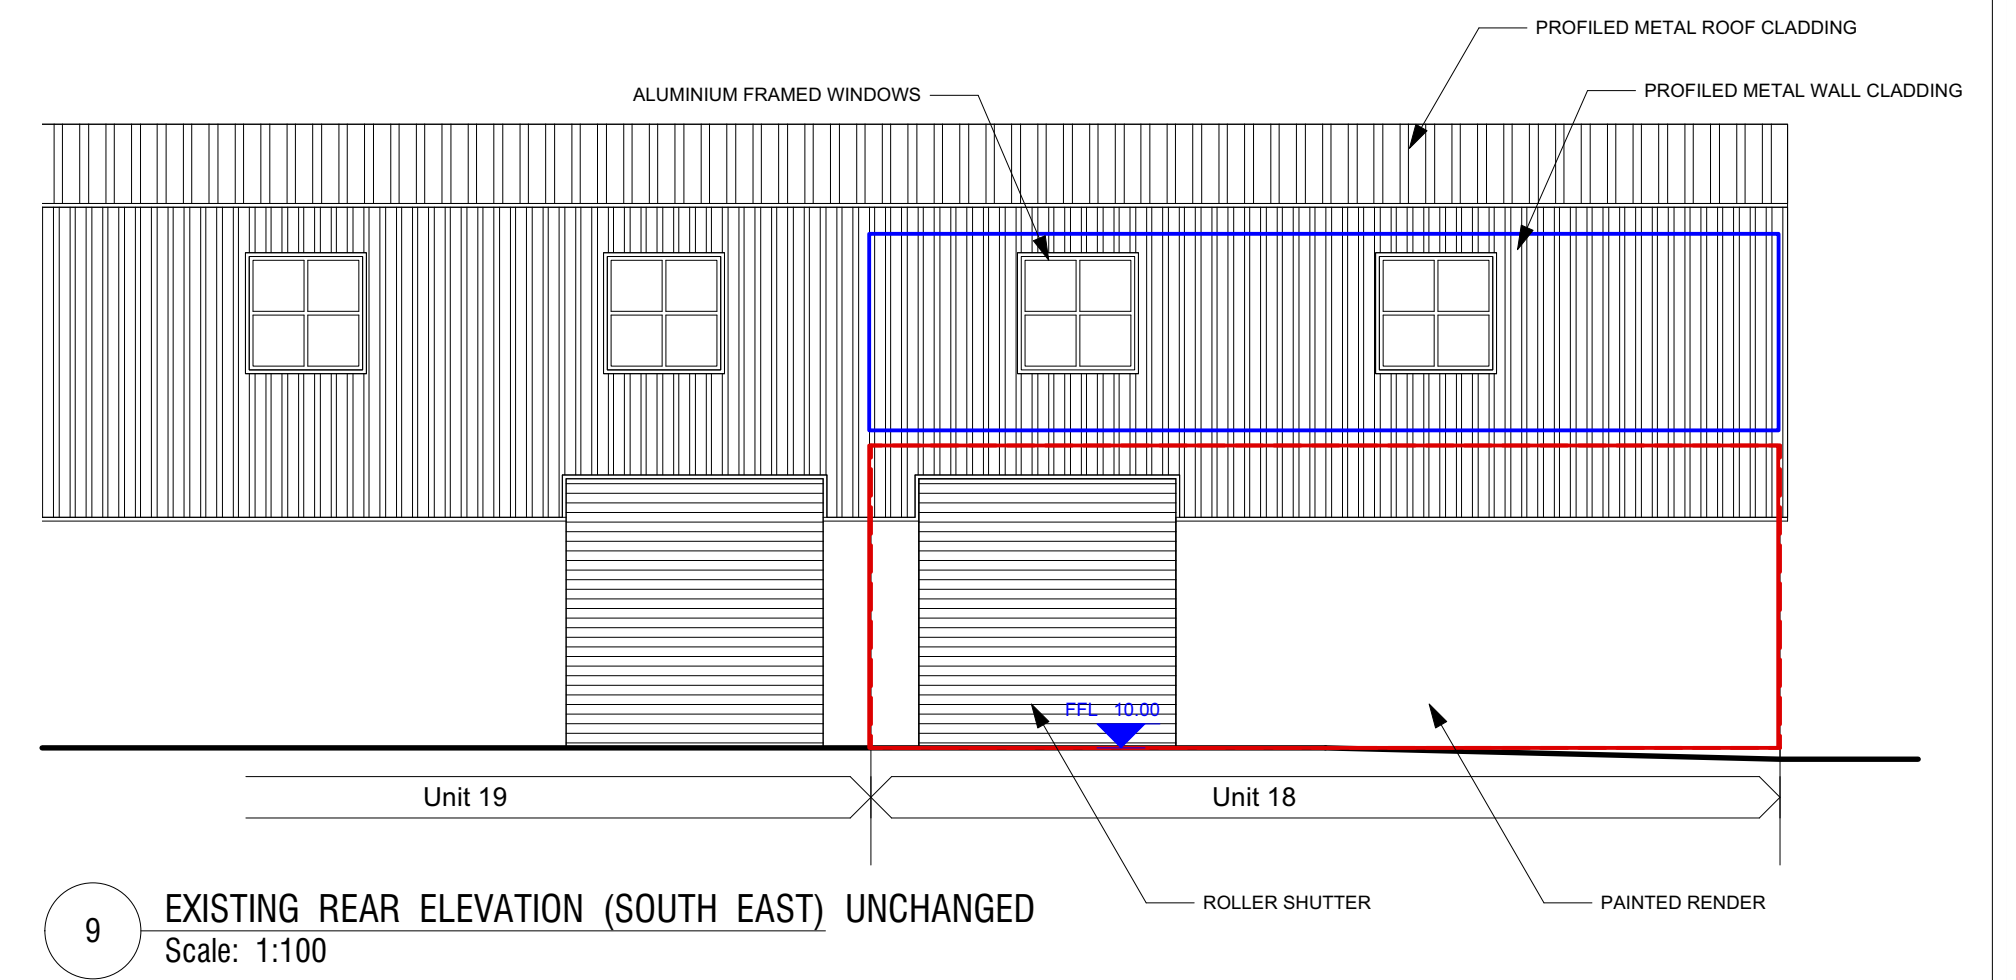 PROFILED METAL ROOF CLADDING
ALUMINIUM FRAMED WINDOWS
PROFILED METAL WALL CLADDING
FFL 10.00
Unit 19
Unit 18
ROLLER SHUTTER
PAINTED RENDER
9
EXISTING REAR ELEVATION (SOUTH EAST) UNCHANGED
Scale: 1:100